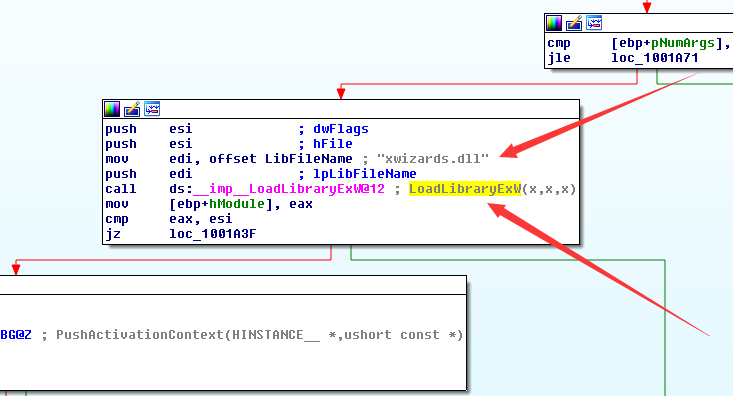 cmp [ebp+pNumArgs],
jle loc_1001A71
push esi ; dwFlags
push esi ; hFile
mov edi, offset LibFileName ; "xwizards.dll"
push edi ; lpLibFileName
call ds:__imp__LoadLibraryExW@12 ; LoadLibraryExW(x,x,x)
mov [ebp+hModule], eax
cmp eax, esi
jz loc_1001A3F
BG@Z ; PushActivationContext(HINSTANCE__ *,ushort const *)